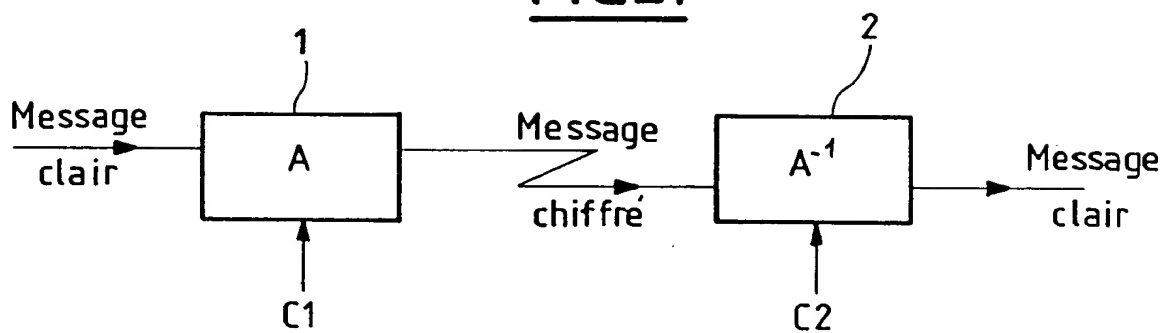 1
2
Message
clair
A
Message
chiffré
A⁻¹
Message
clair
C1
C2